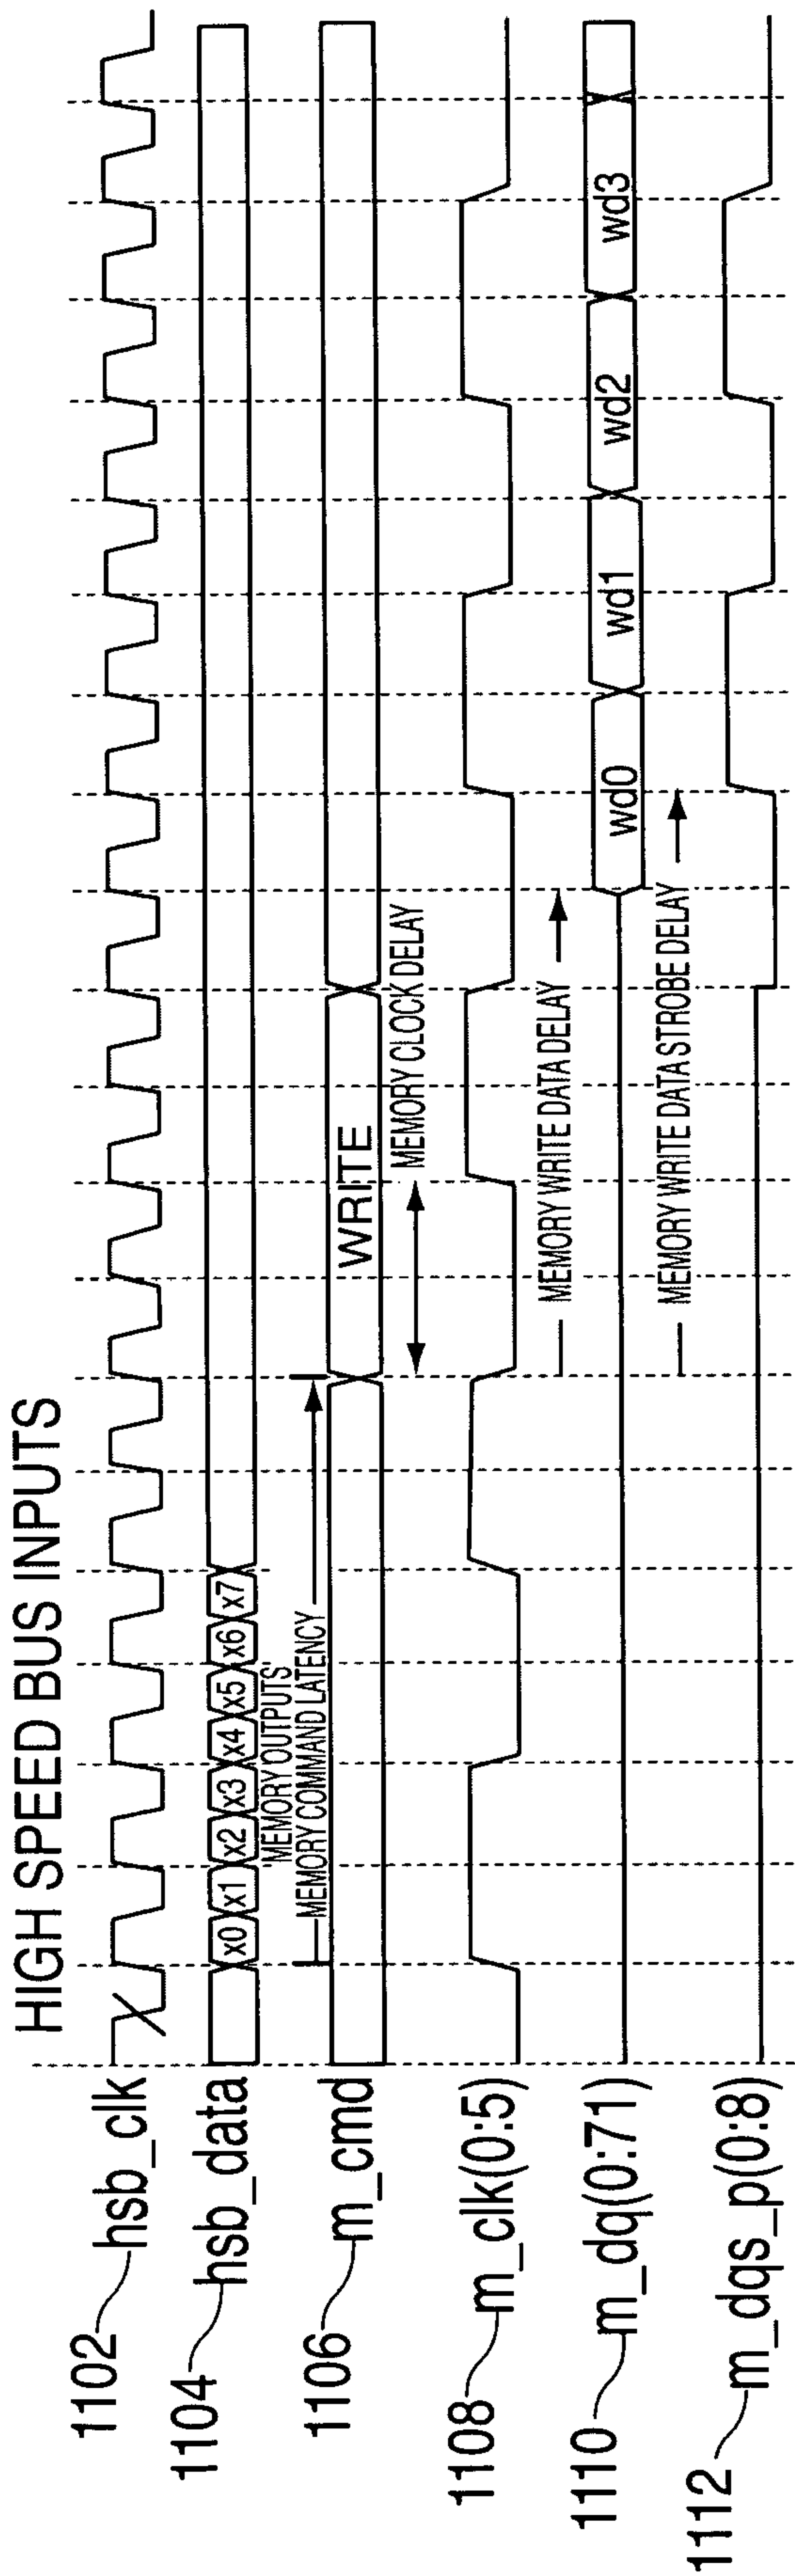 HIGH SPEED BUS INPUTS
1102 hsb_clk
1104 hsb_data
x0 x1 x2 x3 x4 x5 x6 x7
MEMORY OUTPUTS
MEMORY COMMAND LATENCY
1106 m_cmd
WRITE
MEMORY CLOCK DELAY
1108 m_clk(0:5)
MEMORY WRITE DATA DELAY
1110 m_dq(0:71)
wd0 wd1 wd2 wd3
MEMORY WRITE DATA STROBE DELAY
1112 m_dqs_p(0:8)